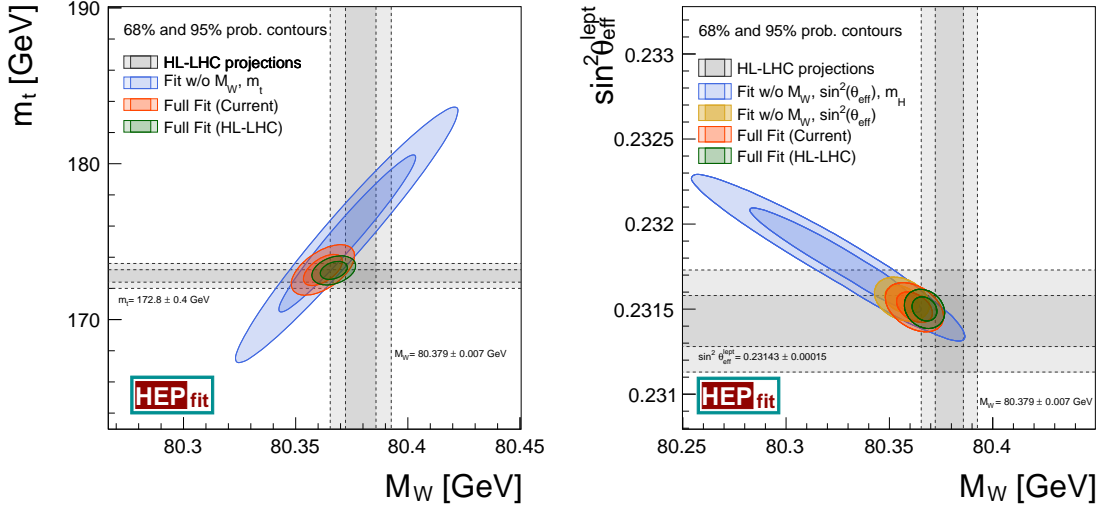 190
180
170
m_t [GeV]
68% and 95% prob. contours
HL-LHC projections
Fit w/o M_W, m_t
Full Fit (Current)
Full Fit (HL-LHC)
m_t= 172.8 ± 0.4 GeV
M_W= 80.379 ± 0.007 GeV
HEP fit
80.3 80.35 80.4 80.45
M_W [GeV]
0.233
0.2325
0.232
0.2315
0.231
sin²θ_eff^lept
68% and 95% prob. contours
HL-LHC projections
Fit w/o M_W, sin²(θ_eff), m_H
Fit w/o M_W, sin²(θ_eff)
Full Fit (Current)
Full Fit (HL-LHC)
sin² θ_eff^lept = 0.23143 ± 0.00015
M_W= 80.379 ± 0.007 GeV
HEP fit
80.25 80.3 80.35 80.4
M_W [GeV]